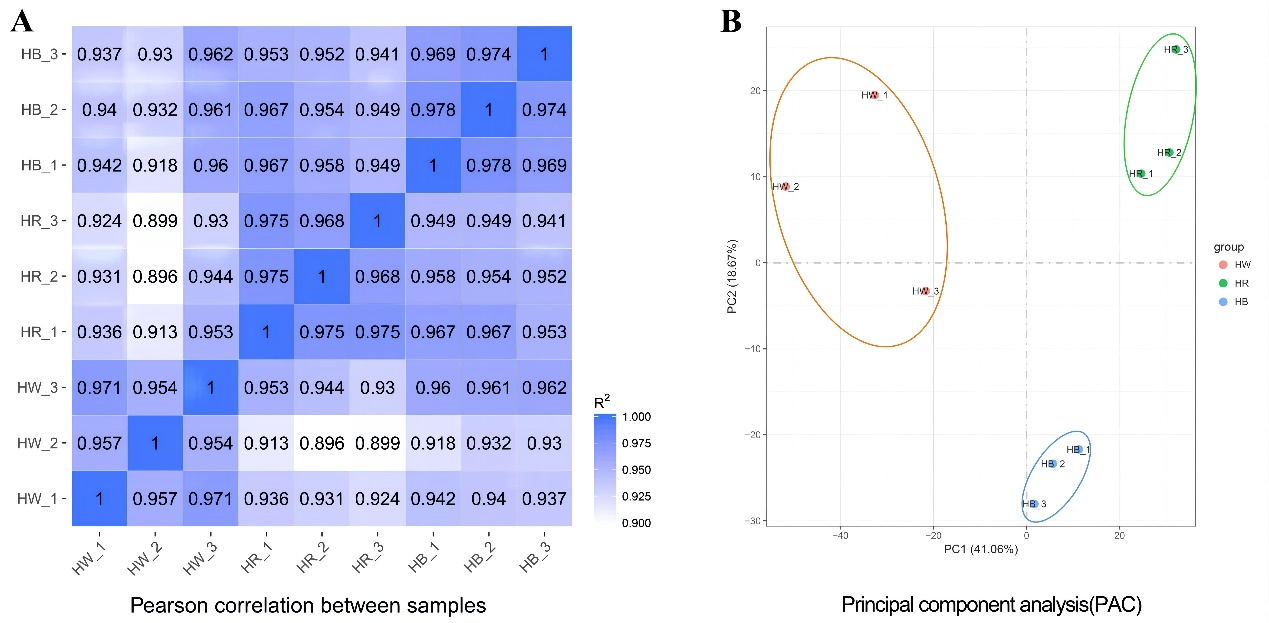 A
HB_3 0.937 0.93 0.962 0.953 0.952 0.941 0.969 0.974 1
HB_2 0.94 0.932 0.961 0.967 0.954 0.949 0.978 1 0.974
HB_1 0.942 0.918 0.96 0.967 0.958 0.949 1 0.978 0.969
HR_3 0.924 0.899 0.93 0.975 0.968 1 0.949 0.949 0.941
HR_2 0.931 0.896 0.944 0.975 1 0.968 0.958 0.954 0.952
HR_1 0.936 0.913 0.953 1 0.975 0.975 0.967 0.967 0.953
HW_3 0.971 0.954 1 0.953 0.944 0.93 0.96 0.961 0.962
HW_2 0.957 1 0.954 0.913 0.896 0.899 0.918 0.932 0.93
HW_1 1 0.957 0.971 0.936 0.931 0.924 0.942 0.94 0.937
HW_1 HW_2 HW_3 HR_1 HR_2 HR_3 HB_1 HB_2 HB_3
R²
1.000
0.975
0.950
0.925
0.900
Pearson correlation between samples
B
PC2 (18.67%)
20
10
0
−10
−20
−30
HR_3
HW_1
HR_2
HR_1
HW_2
HW_3
HB_1
HB_2
HB_3
−40 −20 0 20
PC1 (41.06%)
group
HW
HR
HB
Principal component analysis(PAC)